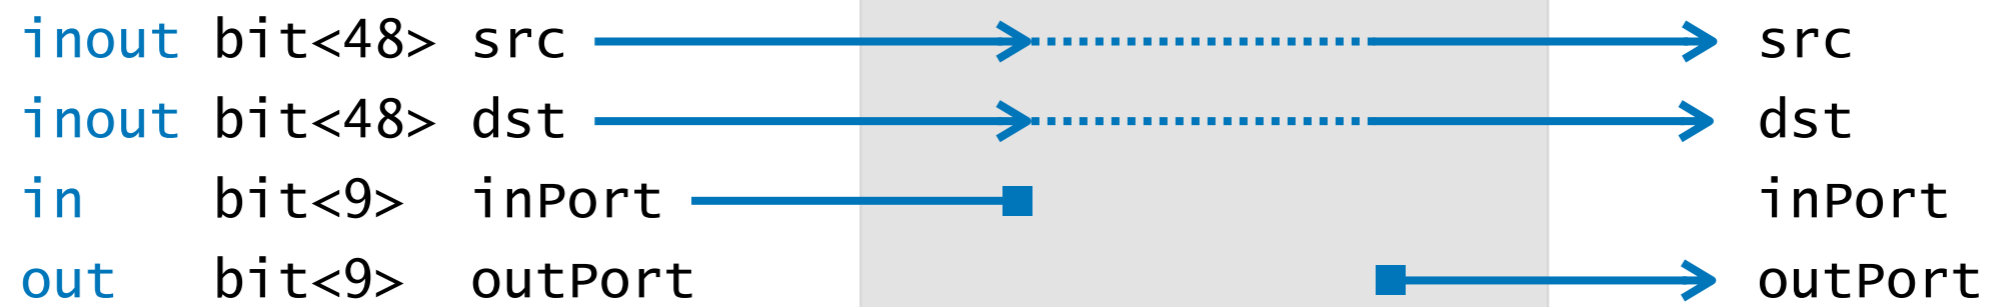 inout bit<48> src src
inout bit<48> dst dst
in bit<9> inPort inPort
out bit<9> outPort outPort